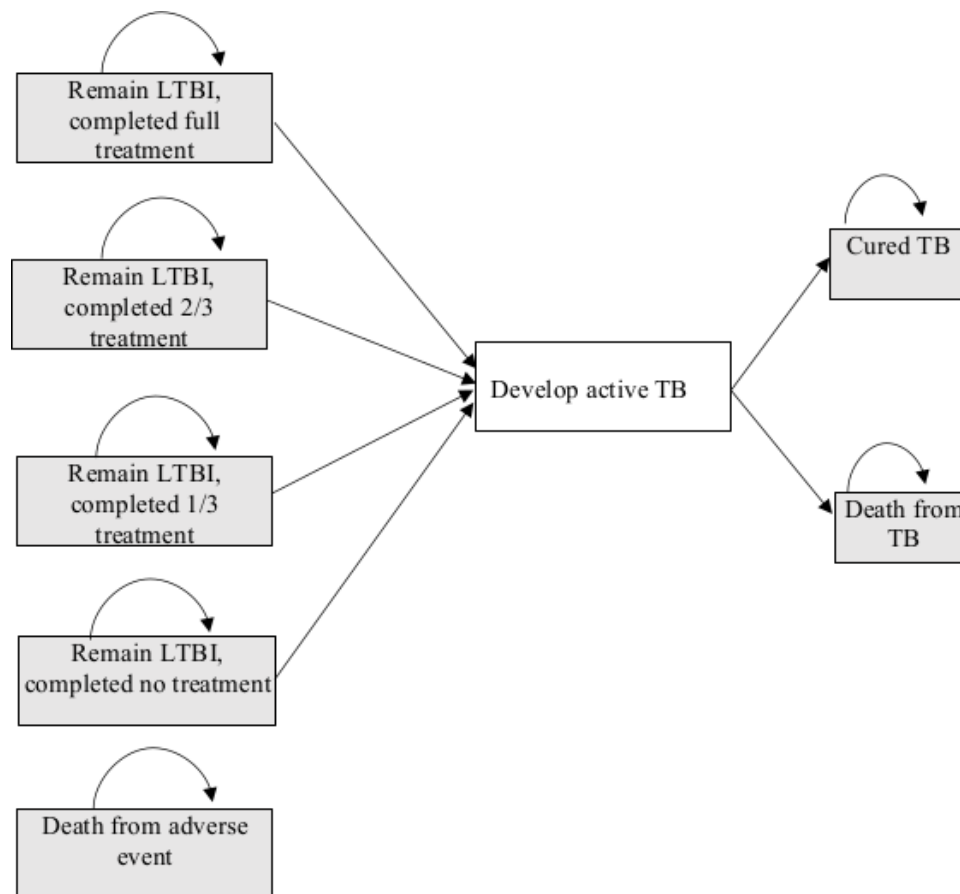 Remain LTBI,
completed full
treatment
Remain LTBI,
completed 2/3
treatment
Remain LTBI,
completed 1/3
treatment
Remain LTBI,
completed no treatment
Death from adverse
event
Develop active TB
Cured TB
Death from
TB